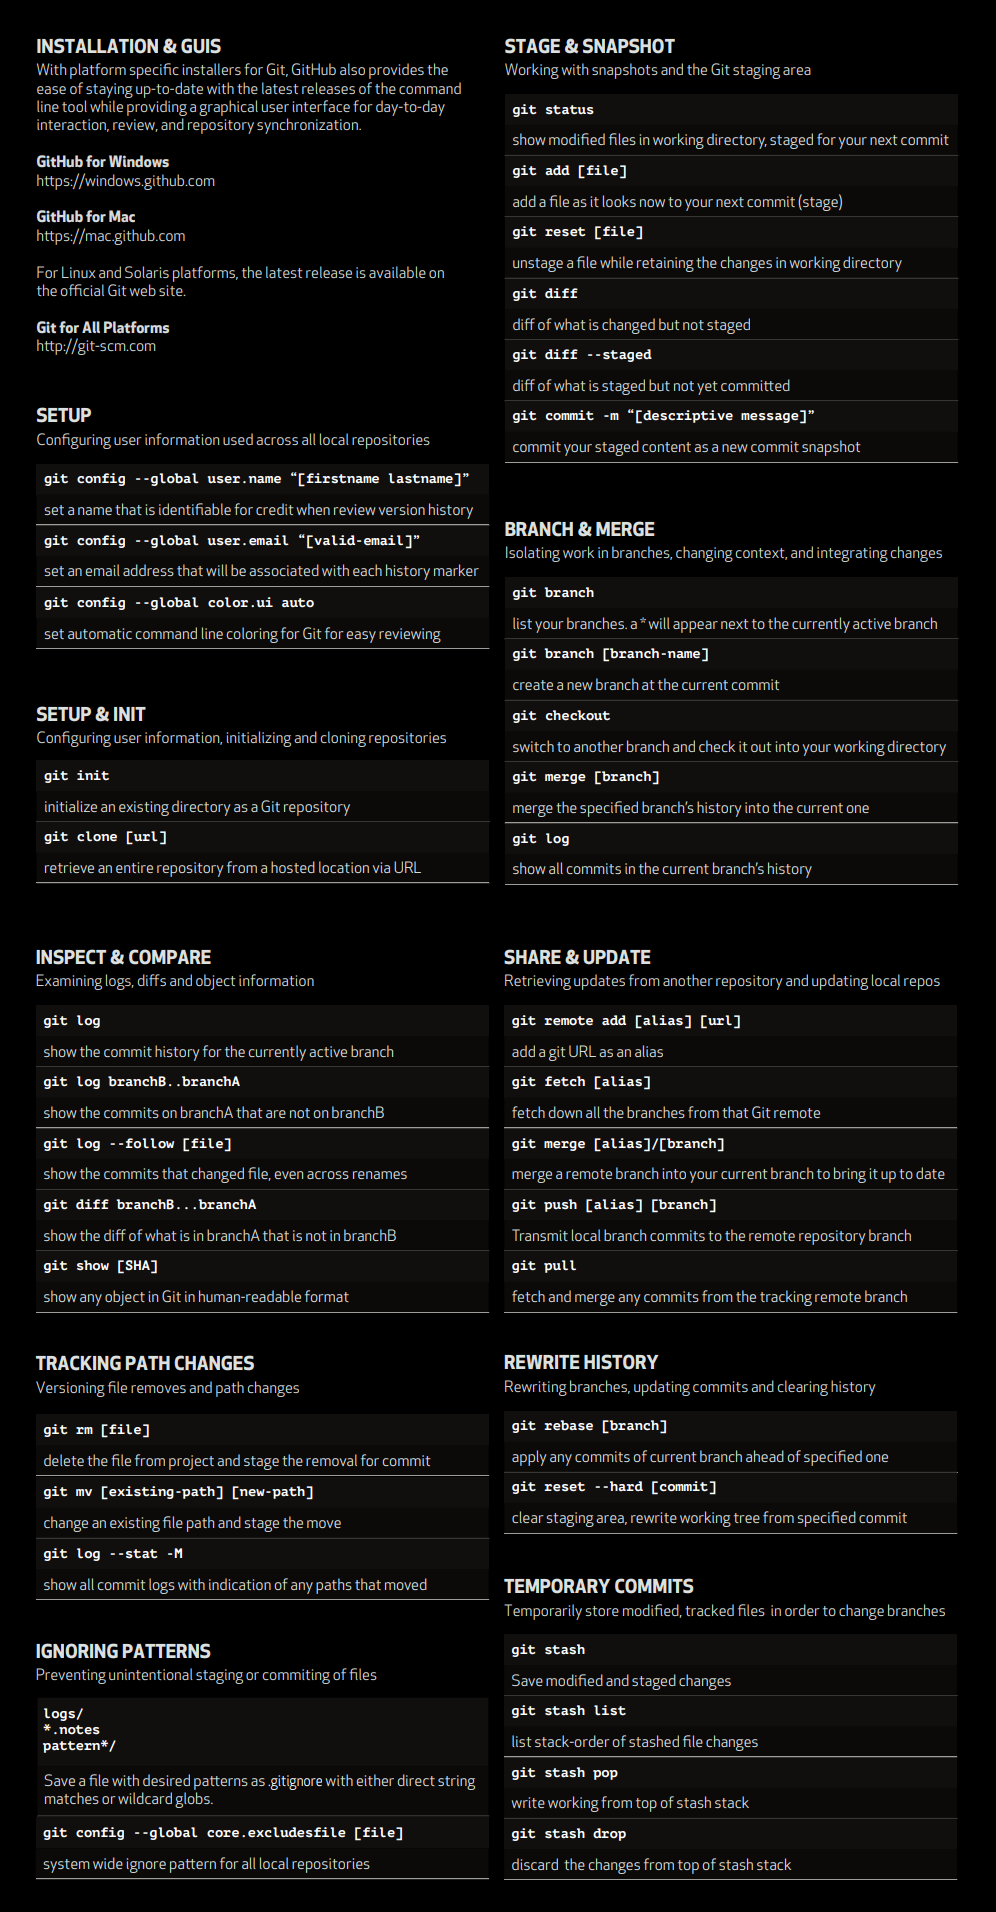 INSTALLATION & GUIS
With platform specific installers for Git, GitHub also provides the
ease of staying up-to-date with the latest releases of the command
line tool while providing a graphical user interface for day-to-day
interaction, review, and repository synchronization.
GitHub for Windows
https://windows.github.com
GitHub for Mac
https://mac.github.com
For Linux and Solaris platforms, the latest release is available on
the official Git web site.
Git for All Platforms
http://git-scm.com
SETUP
Configuring user information used across all local repositories
git config --global user.name “[firstname lastname]”
set a name that is identifiable for credit when review version history
git config --global user.email “[valid-email]”
set an email address that will be associated with each history marker
git config --global color.ui auto
set automatic command line coloring for Git for easy reviewing
SETUP & INIT
Configuring user information, initializing and cloning repositories
git init
initialize an existing directory as a Git repository
git clone [url]
retrieve an entire repository from a hosted location via URL
STAGE & SNAPSHOT
Working with snapshots and the Git staging area
git status
show modified files in working directory, staged for your next commit
git add [file]
add a file as it looks now to your next commit (stage)
git reset [file]
unstage a file while retaining the changes in working directory
git diff
diff of what is changed but not staged
git diff --staged
diff of what is staged but not yet committed
git commit -m “[descriptive message]”
commit your staged content as a new commit snapshot
BRANCH & MERGE
Isolating work in branches, changing context, and integrating changes
git branch
list your branches. a * will appear next to the currently active branch
git branch [branch-name]
create a new branch at the current commit
git checkout
switch to another branch and check it out into your working directory
git merge [branch]
merge the specified branch’s history into the current one
git log
show all commits in the current branch’s history
INSPECT & COMPARE
Examining logs, diffs and object information
git log
show the commit history for the currently active branch
git log branchB..branchA
show the commits on branchA that are not on branchB
git log --follow [file]
show the commits that changed file, even across renames
git diff branchB...branchA
show the diff of what is in branchA that is not in branchB
git show [SHA]
show any object in Git in human-readable format
TRACKING PATH CHANGES
Versioning file removes and path changes
git rm [file]
delete the file from project and stage the removal for commit
git mv [existing-path] [new-path]
change an existing file path and stage the move
git log --stat -M
show all commit logs with indication of any paths that moved
IGNORING PATTERNS
Preventing unintentional staging or commiting of files
logs/
*.notes
pattern*/
Save a file with desired patterns as .gitignore with either direct string
matches or wildcard globs.
git config --global core.excludesfile [file]
system wide ignore pattern for all local repositories
SHARE & UPDATE
Retrieving updates from another repository and updating local repos
git remote add [alias] [url]
add a git URL as an alias
git fetch [alias]
fetch down all the branches from that Git remote
git merge [alias]/[branch]
merge a remote branch into your current branch to bring it up to date
git push [alias] [branch]
Transmit local branch commits to the remote repository branch
git pull
fetch and merge any commits from the tracking remote branch
REWRITE HISTORY
Rewriting branches, updating commits and clearing history
git rebase [branch]
apply any commits of current branch ahead of specified one
git reset --hard [commit]
clear staging area, rewrite working tree from specified commit
TEMPORARY COMMITS
Temporarily store modified, tracked files in order to change branches
git stash
Save modified and staged changes
git stash list
list stack-order of stashed file changes
git stash pop
write working from top of stash stack
git stash drop
discard the changes from top of stash stack